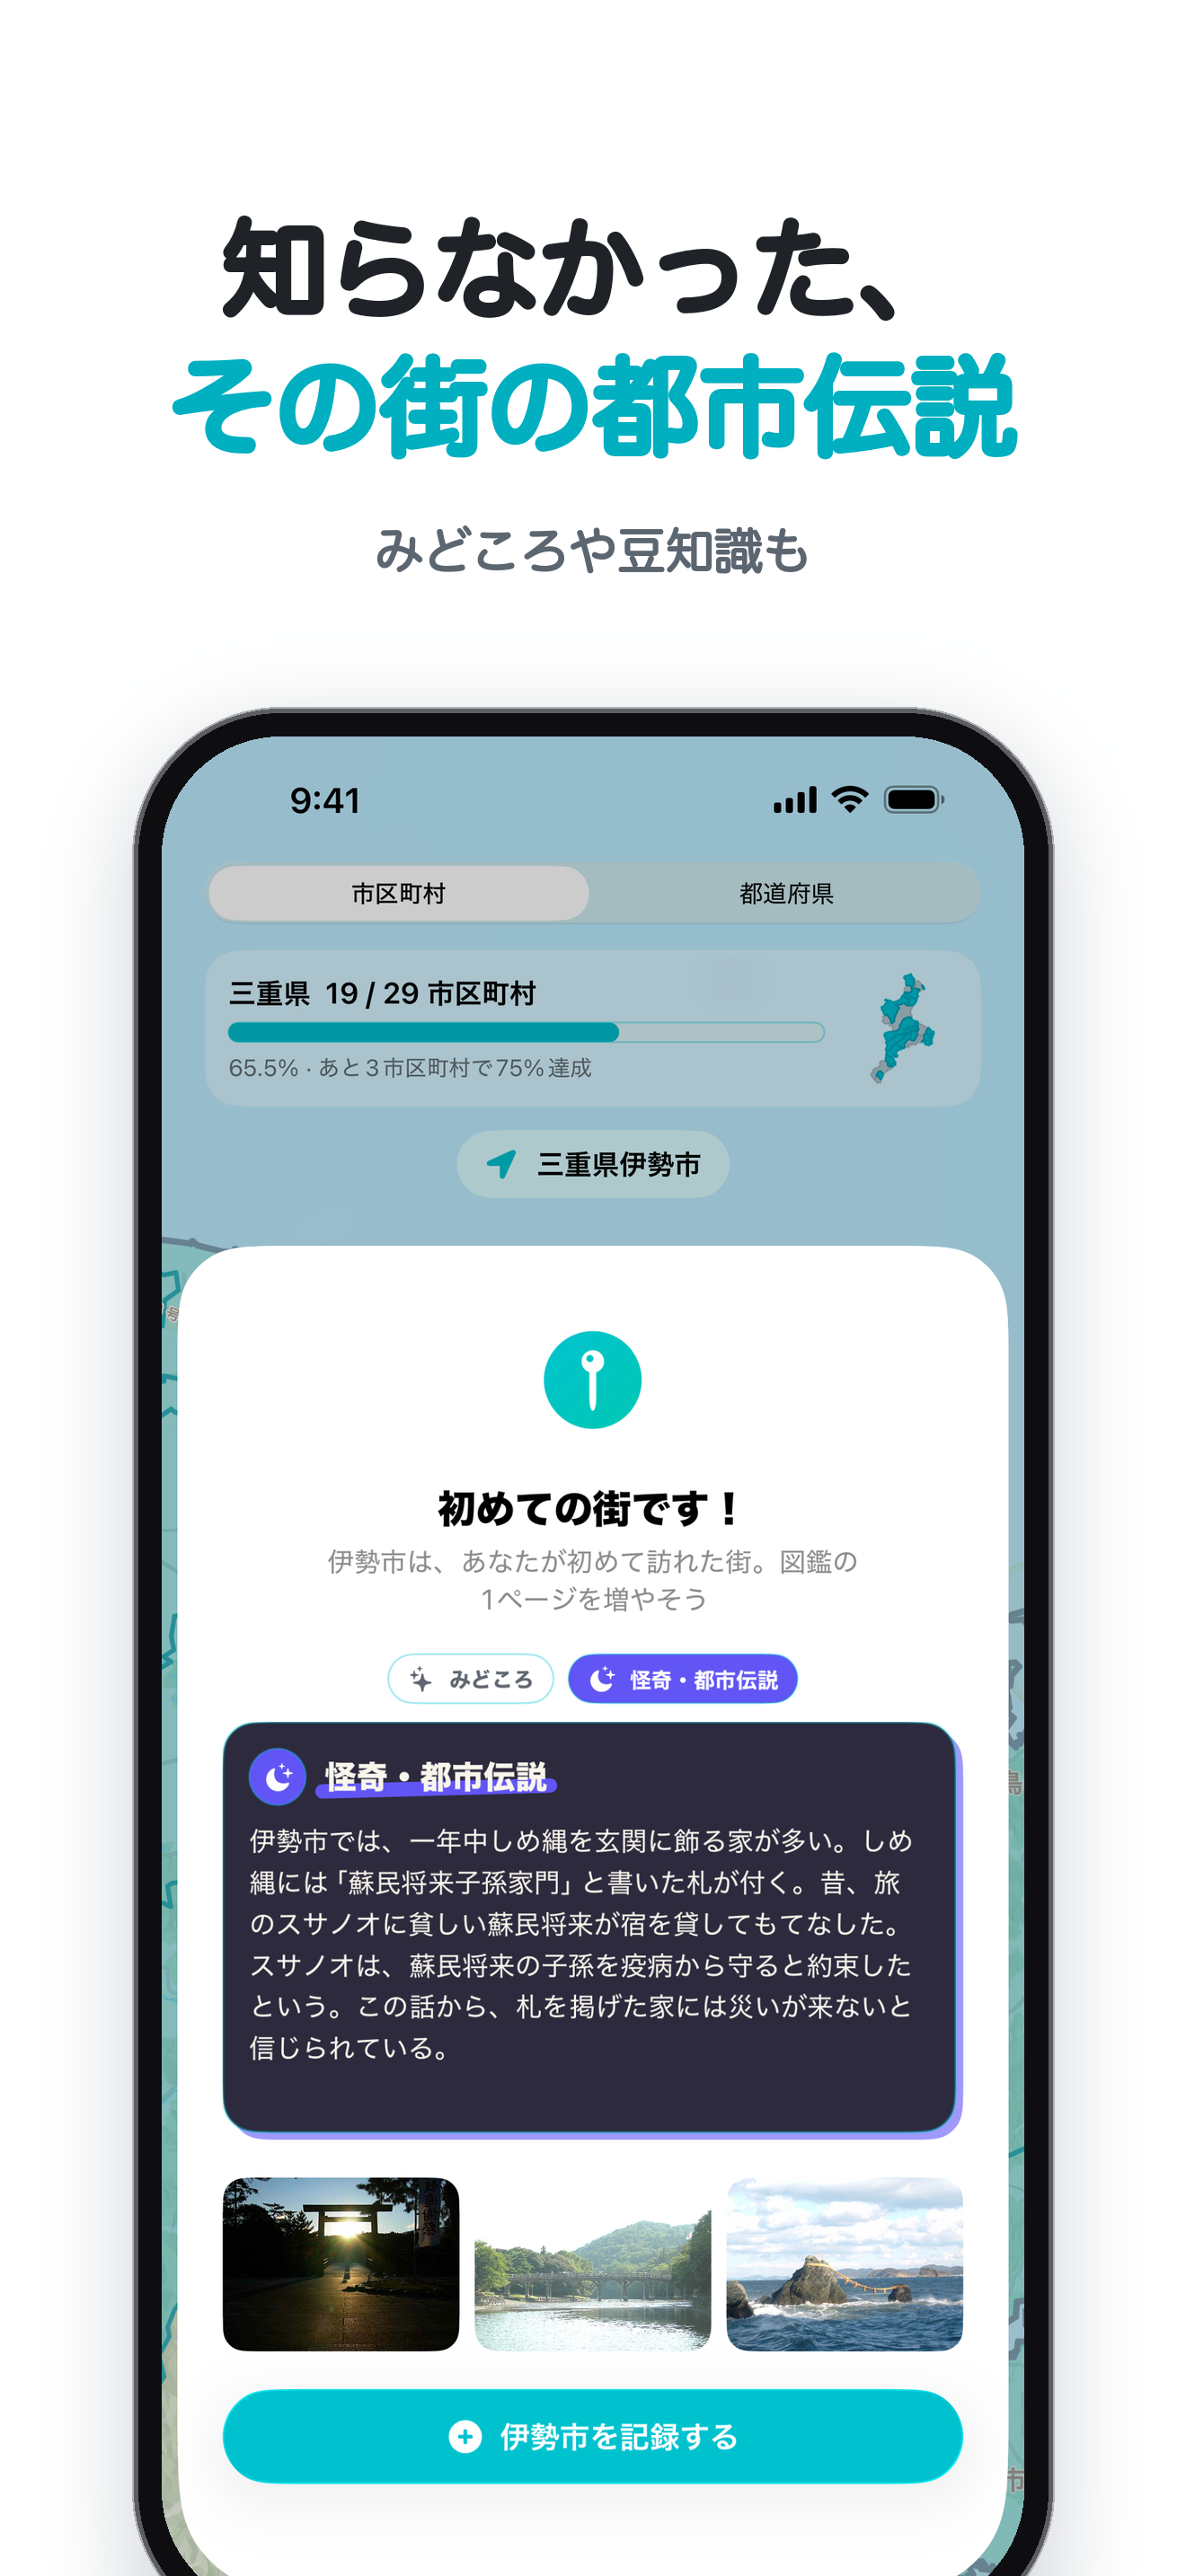 知らなかった、
その街の都市伝説
みどころや豆知識も
9:41
市区町村
都道府県
三重県 19 / 29 市区町村
65.5% · あと3市区町村で75%達成
三重県伊勢市
号
初めての街です！
伊勢市は、あなたが初めて訪れた街。図鑑の
1ページを増やそう
みどころ
怪奇・都市伝説
怪奇・都市伝説
伊勢市では、一年中しめ縄を玄関に飾る家が多い。しめ
縄には「蘇民将来子孫家門」と書いた札が付く。昔、旅
のスサノオに貧しい蘇民将来が宿を貸してもてなした。
スサノオは、蘇民将来の子孫を疫病から守ると約束した
という。この話から、札を掲げた家には災いが来ないと
信じられている。
伊勢市を記録する
市